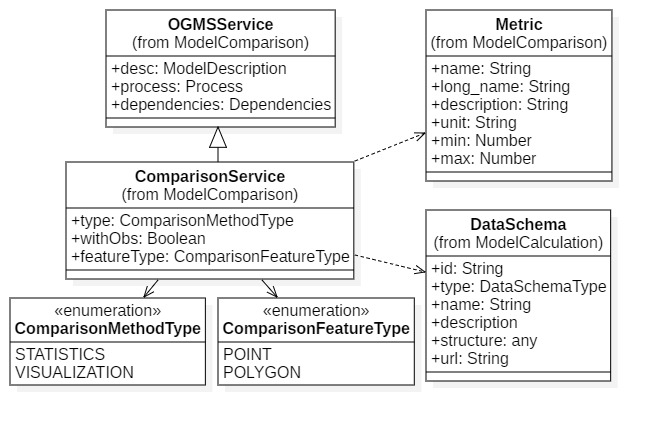 OGMSService
(from ModelComparison)
+desc: ModelDescription
+process: Process
+dependencies: Dependencies
Metric
(from ModelComparison)
+name: String
+long_name: String
+description: String
+unit: String
+min: Number
+max: Number
ComparisonService
(from ModelComparison)
+type: ComparisonMethodType
+withObs: Boolean
+featureType: ComparisonFeatureType
DataSchema
(from ModelCalculation)
+id: String
+type: DataSchemaType
+name: String
+description
+structure: any
+url: String
«enumeration»
ComparisonMethodType
STATISTICS
VISUALIZATION
«enumeration»
ComparisonFeatureType
POINT
POLYGON